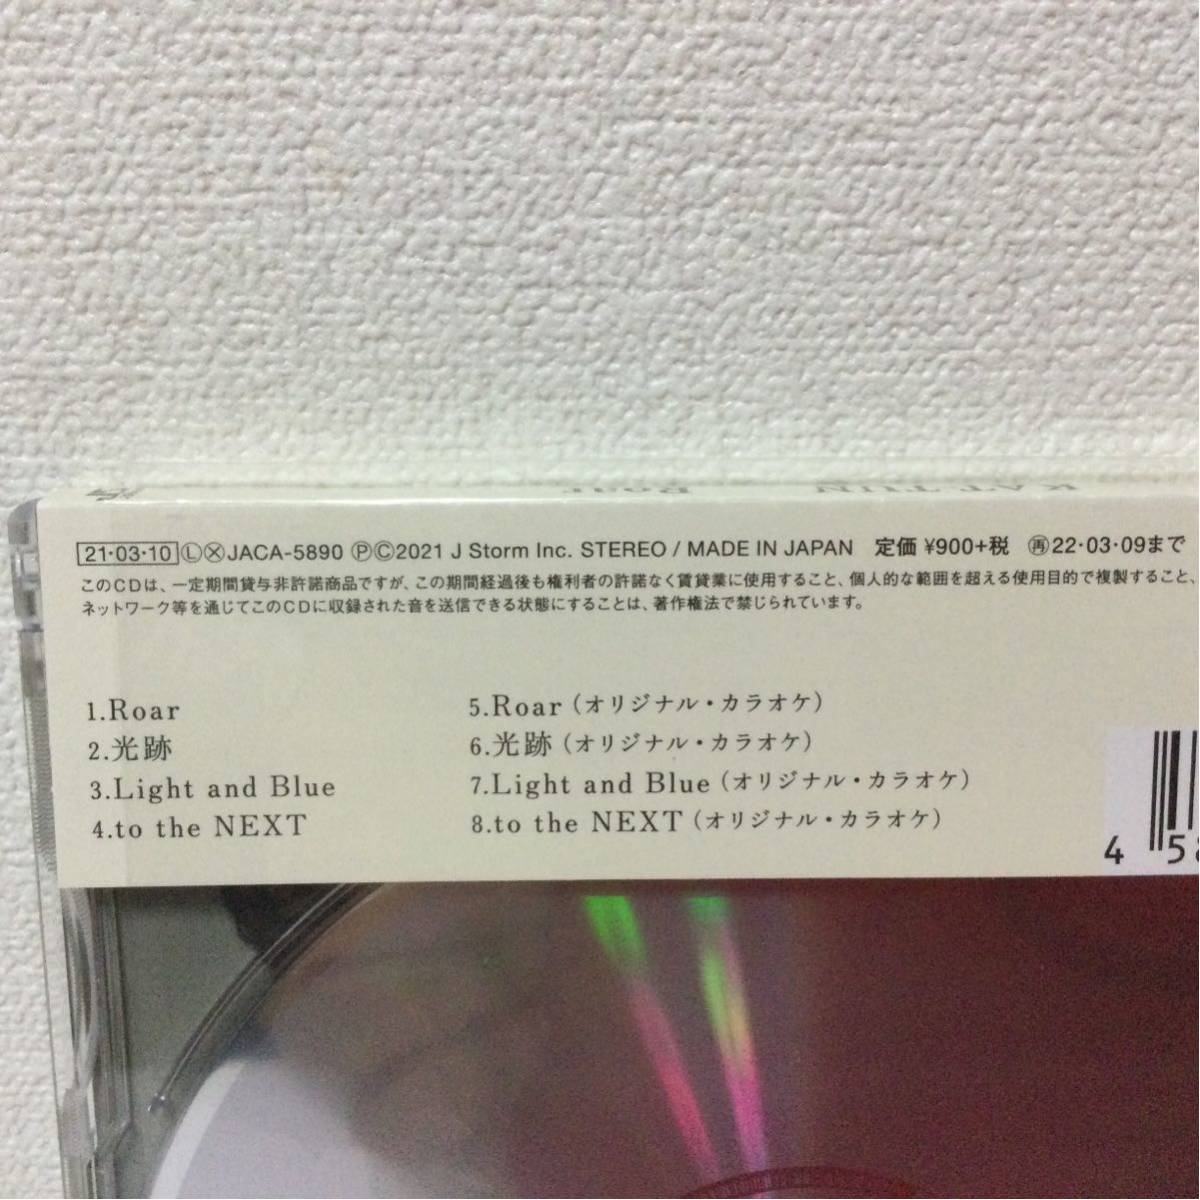 KAT-TUN Roar
21・03・10 Ⓛ Ⓧ JACA-5890 ⓅⒸ2021 J Storm Inc. STEREO / MADE IN JAPAN 定価 ¥900+税 ㊞22・03・09まで
このCDは、一定期間貸与非許諾商品ですが、この期間経過後も権利者の許諾なく賃貸業に使用すること、個人的な範囲を超える使用目的で複製すること、
ネットワーク等を通じてこのCDに収録された音を送信できる状態にすることは、著作権法で禁じられています。
1.Roar
2.光跡
3.Light and Blue
4.to the NEXT
5.Roar（オリジナル・カラオケ）
6.光跡（オリジナル・カラオケ）
7.Light and Blue（オリジナル・カラオケ）
8.to the NEXT（オリジナル・カラオケ）
4 58